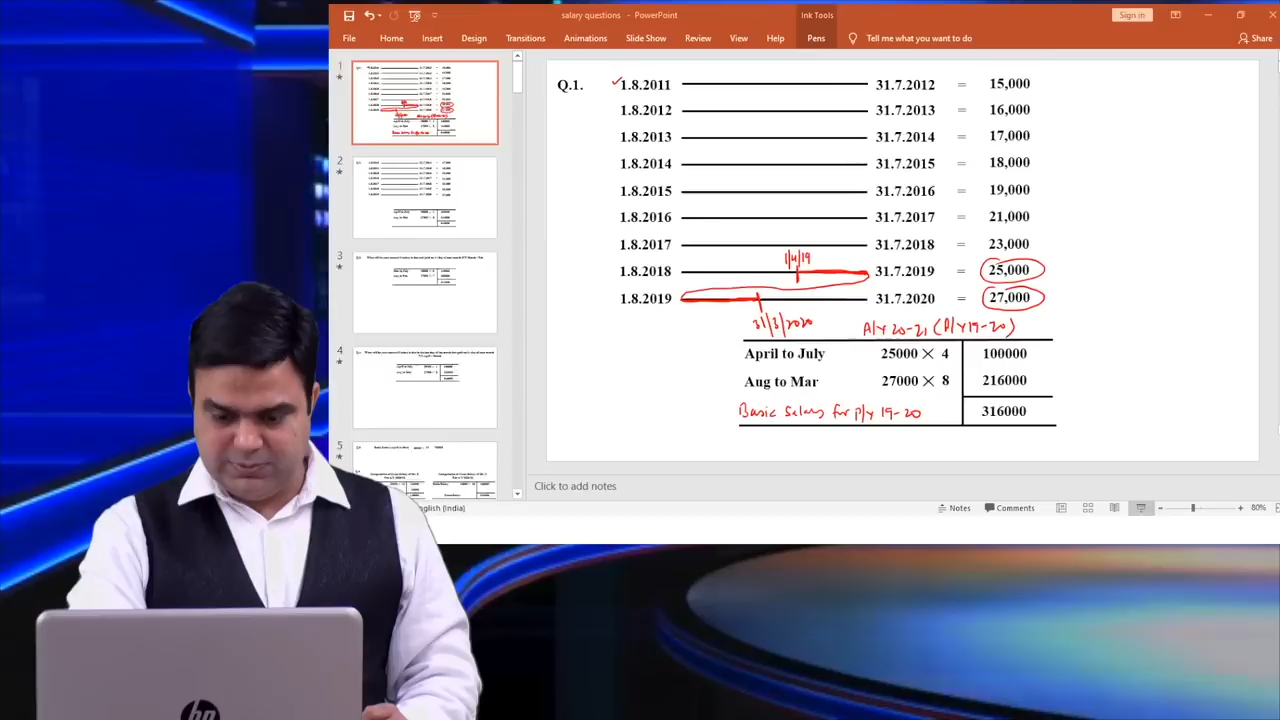 salary questions - PowerPoint
Ink Tools
Sign in
File Home Insert Design Transitions Animations Slide Show Review View Help Pens Tell me what you want to do Share
1
2
3
4
5
Q.1. ✓ 1.8.2011 31.7.2012 = 15,000
1.8.2012 31.7.2013 = 16,000
1.8.2013 31.7.2014 = 17,000
1.8.2014 31.7.2015 = 18,000
1.8.2015 31.7.2016 = 19,000
1.8.2016 31.7.2017 = 21,000
1.8.2017 31.7.2018 = 23,000
1/4/19
1.8.2018 31.7.2019 = 25,000
1.8.2019 31.7.2020 = 27,000
31/3/2020 A/y 20-21 (P/y 19-20)
April to July 25000 × 4 100000
Aug to Mar 27000 × 8 216000
Basic Salary for P/y 19-20 316000
Click to add notes
English (India) Notes Comments 80%
hp